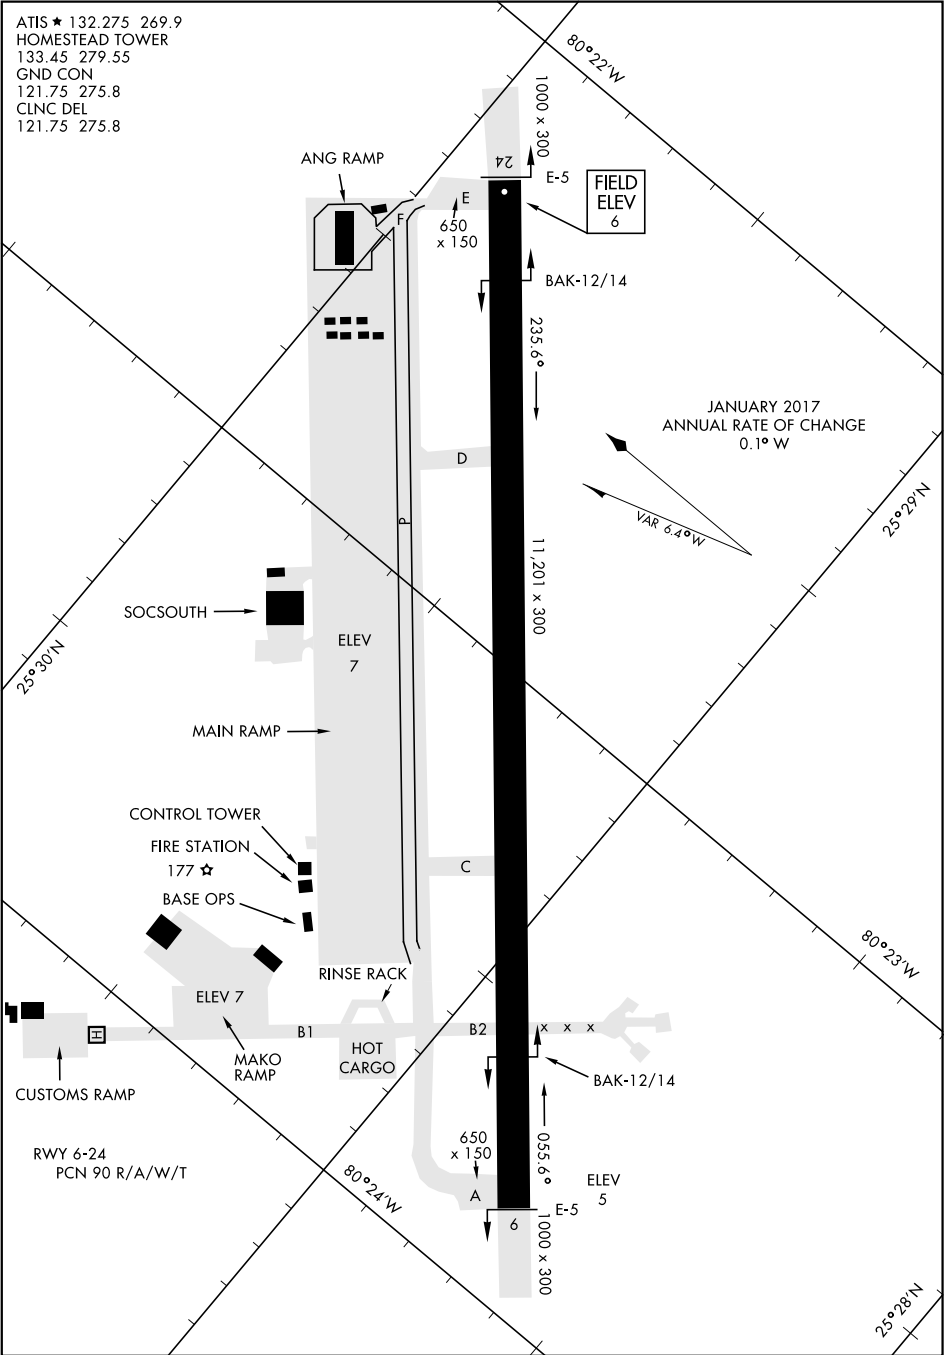 ATIS ★ 132.275 269.9
HOMESTEAD TOWER
133.45 279.55
GND CON
121.75 275.8
CLNC DEL
121.75 275.8
80°22'W
1000 x 300
ANG RAMP
24
E-5
FIELD
ELEV
6
E
F
650
x 150
BAK-12/14
235.6°
JANUARY 2017
ANNUAL RATE OF CHANGE
0.1° W
D
VAR 6.4° W
25°29'N
P
11,201 x 300
SOCSOUTH
ELEV
7
25°30'N
MAIN RAMP
CONTROL TOWER
FIRE STATION
177 ☆
C
BASE OPS
80°23'W
RINSE RACK
ELEV 7
B1
B2
x x x
H
HOT
CARGO
MAKO
RAMP
BAK-12/14
CUSTOMS RAMP
RWY 6-24
PCN 90 R/A/W/T
650
x 150
055.6°
80°24'W
A
ELEV
5
E-5
6
1000 x 300
25°28'N